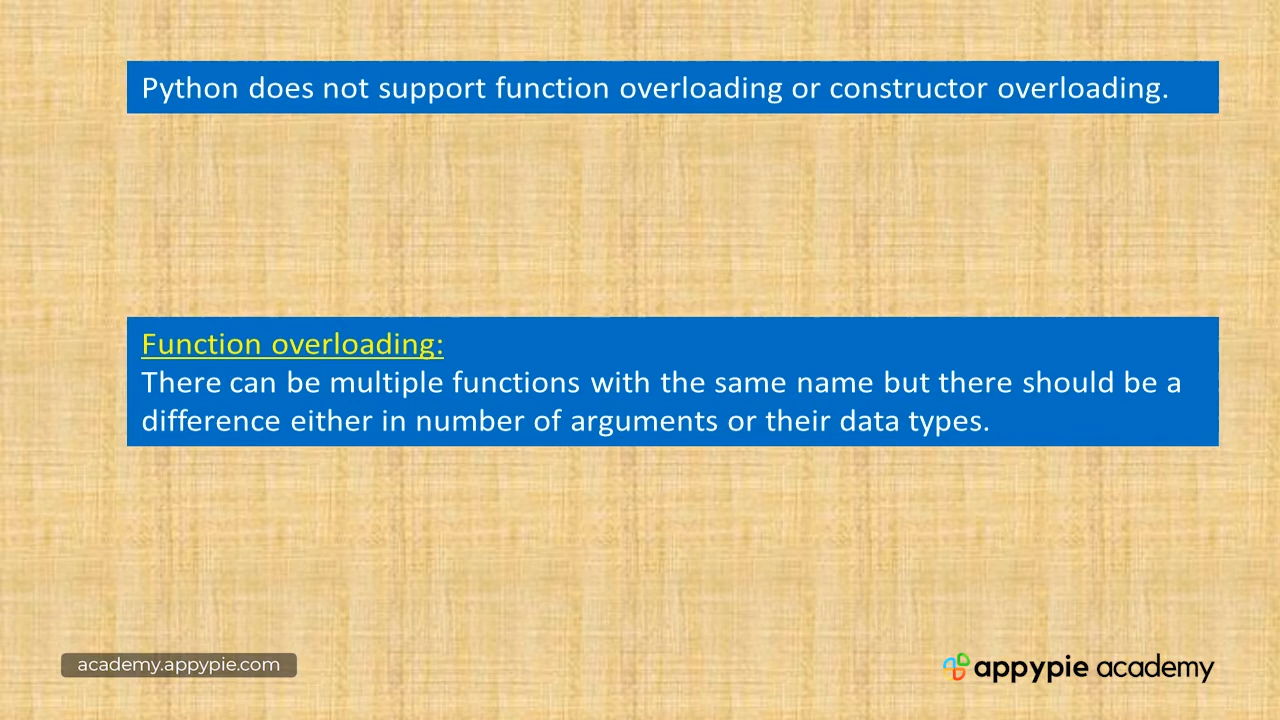 Python does not support function overloading or constructor overloading.
Function overloading:
There can be multiple functions with the same name but there should be a
difference either in number of arguments or their data types.
academy.appypie.com
appypie academy